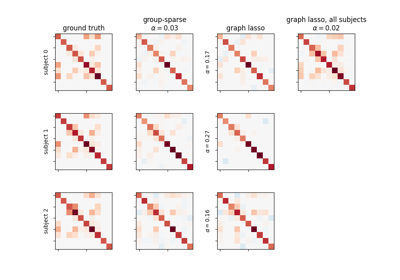 ground truth
group-sparse
α = 0.03
graph lasso
graph lasso, all subjects
α = 0.02
subject 0
α = 0.17
subject 1
α = 0.27
subject 2
α = 0.16